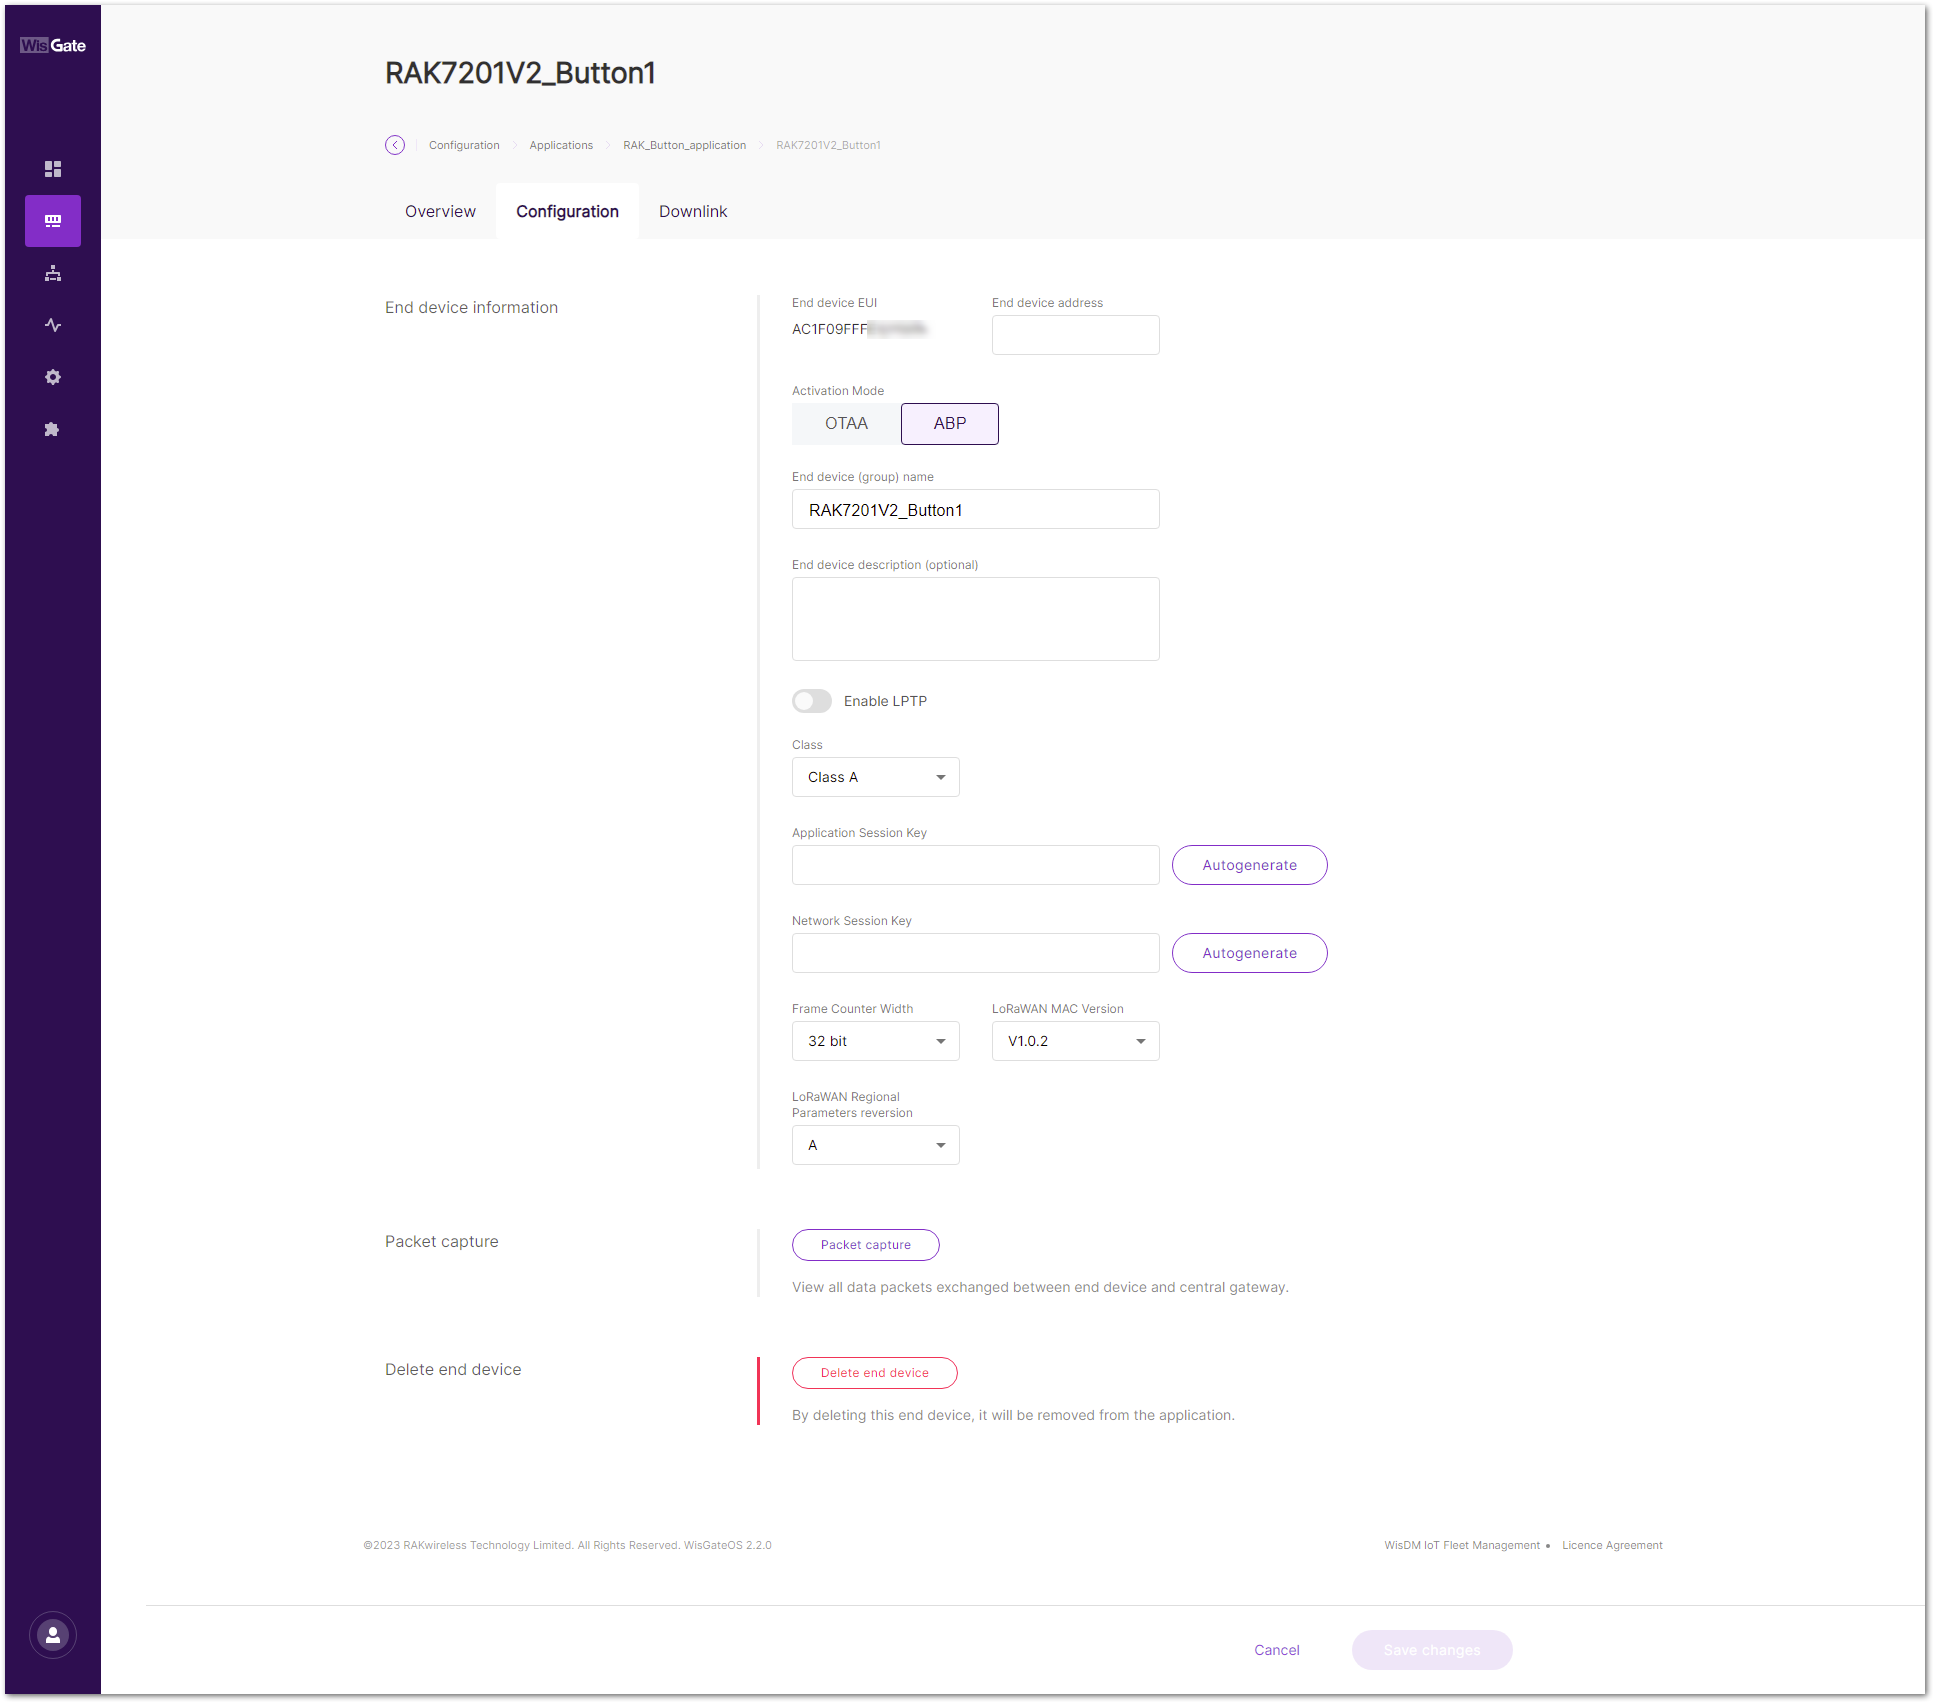 WisGate
RAK7201V2_Button1
Configuration Applications RAK_Button_application RAK7201V2_Button1
Overview Configuration Downlink
End device information
End device EUI End device address
AC1F09FFF
Activation Mode
OTAA ABP
End device (group) name
RAK7201V2_Button1
End device description (optional)
Enable LPTP
Class
Class A
Application Session Key
Autogenerate
Network Session Key
Autogenerate
Frame Counter Width LoRaWAN MAC Version
32 bit V1.0.2
LoRaWAN Regional
Parameters reversion
A
Packet capture
Packet capture
View all data packets exchanged between end device and central gateway.
Delete end device
Delete end device
By deleting this end device, it will be removed from the application.
©2023 RAKwireless Technology Limited. All Rights Reserved. WisGateOS 2.2.0 WisDM IoT Fleet Management • Licence Agreement
Cancel Save changes